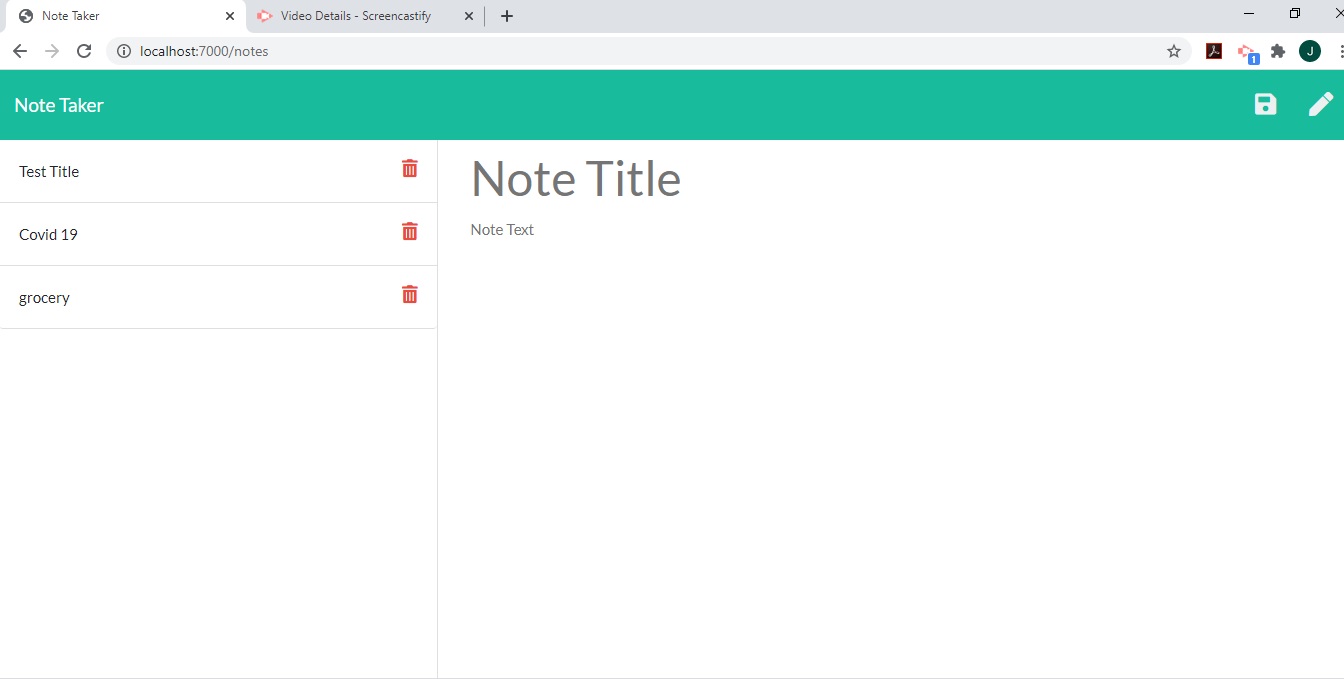 Note Taker
Video Details - Screencastify
localhost:7000/notes
1
J
Note Taker
Test Title
Covid 19
grocery
Note Title
Note Text